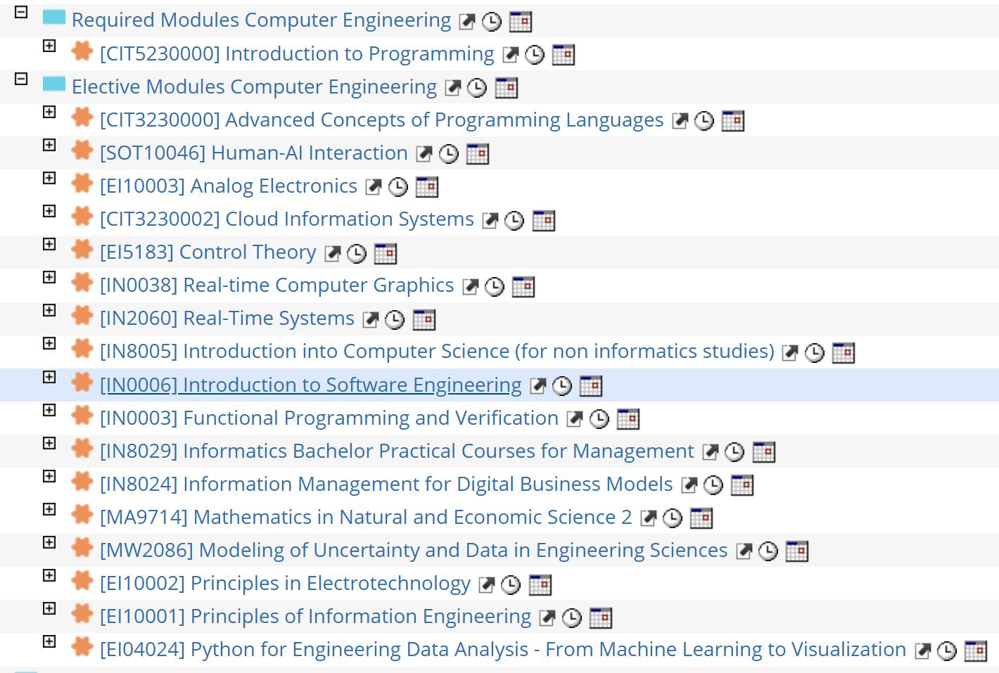 Required Modules Computer Engineering
[CIT5230000] Introduction to Programming
Elective Modules Computer Engineering
[CIT3230000] Advanced Concepts of Programming Languages
[SOT10046] Human-AI Interaction
[EI10003] Analog Electronics
[CIT3230002] Cloud Information Systems
[EI5183] Control Theory
[IN0038] Real-time Computer Graphics
[IN2060] Real-Time Systems
[IN8005] Introduction into Computer Science (for non informatics studies)
[IN0006] Introduction to Software Engineering
[IN0003] Functional Programming and Verification
[IN8029] Informatics Bachelor Practical Courses for Management
[IN8024] Information Management for Digital Business Models
[MA9714] Mathematics in Natural and Economic Science 2
[MW2086] Modeling of Uncertainty and Data in Engineering Sciences
[EI10002] Principles in Electrotechnology
[EI10001] Principles of Information Engineering
[EI04024] Python for Engineering Data Analysis - From Machine Learning to Visualization